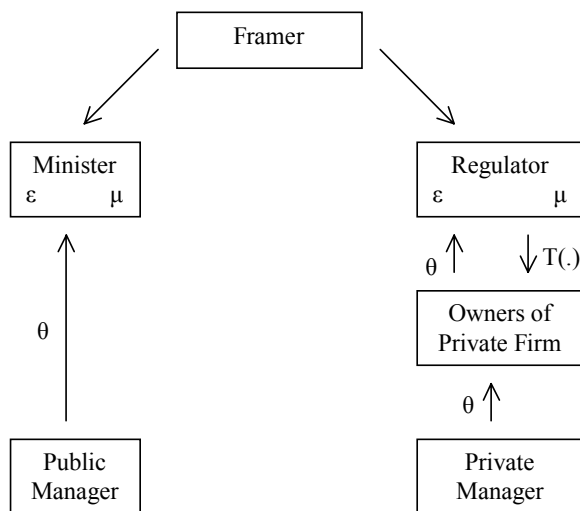 Framer
Minister
ε μ
Regulator
ε μ
θ
T(.)
θ
Owners of
Private Firm
θ
Public
Manager
Private
Manager